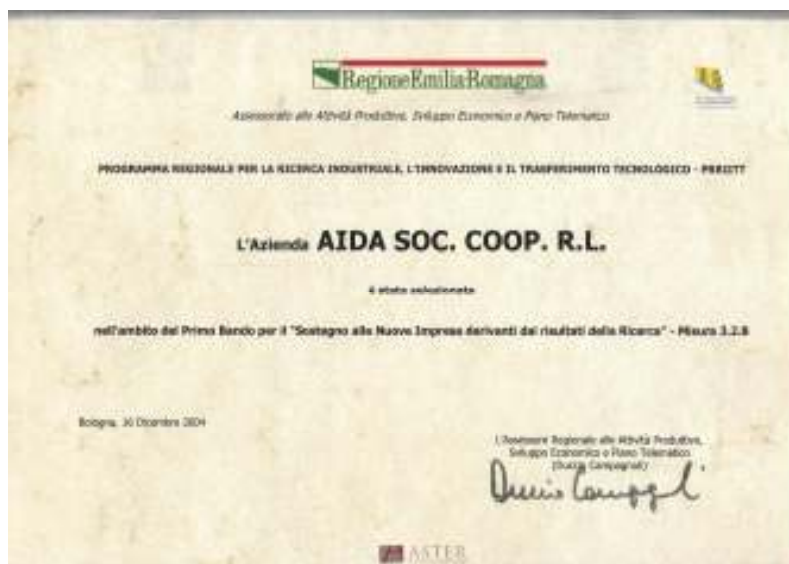 RegioneEmilia-Romagna
Assessorato alle Attività Produttive, Sviluppo Economico e Piano Telematico
PROGRAMMA REGIONALE PER LA RICERCA INDUSTRIALE, L'INNOVAZIONE E IL TRASFERIMENTO TECNOLOGICO - PRRIITT
L'Azienda AIDA SOC. COOP. R.L.
è stata selezionata
nell'ambito del Primo Bando per il "Sostegno alle Nuove Imprese derivanti dai risultati della Ricerca" - Misura 3.2.B
Bologna, Dicembre 2004
L'Assessore Regionale alle Attività Produttive,
Sviluppo Economico e Piano Telematico
(Duccio Campagnoli)
ASTER